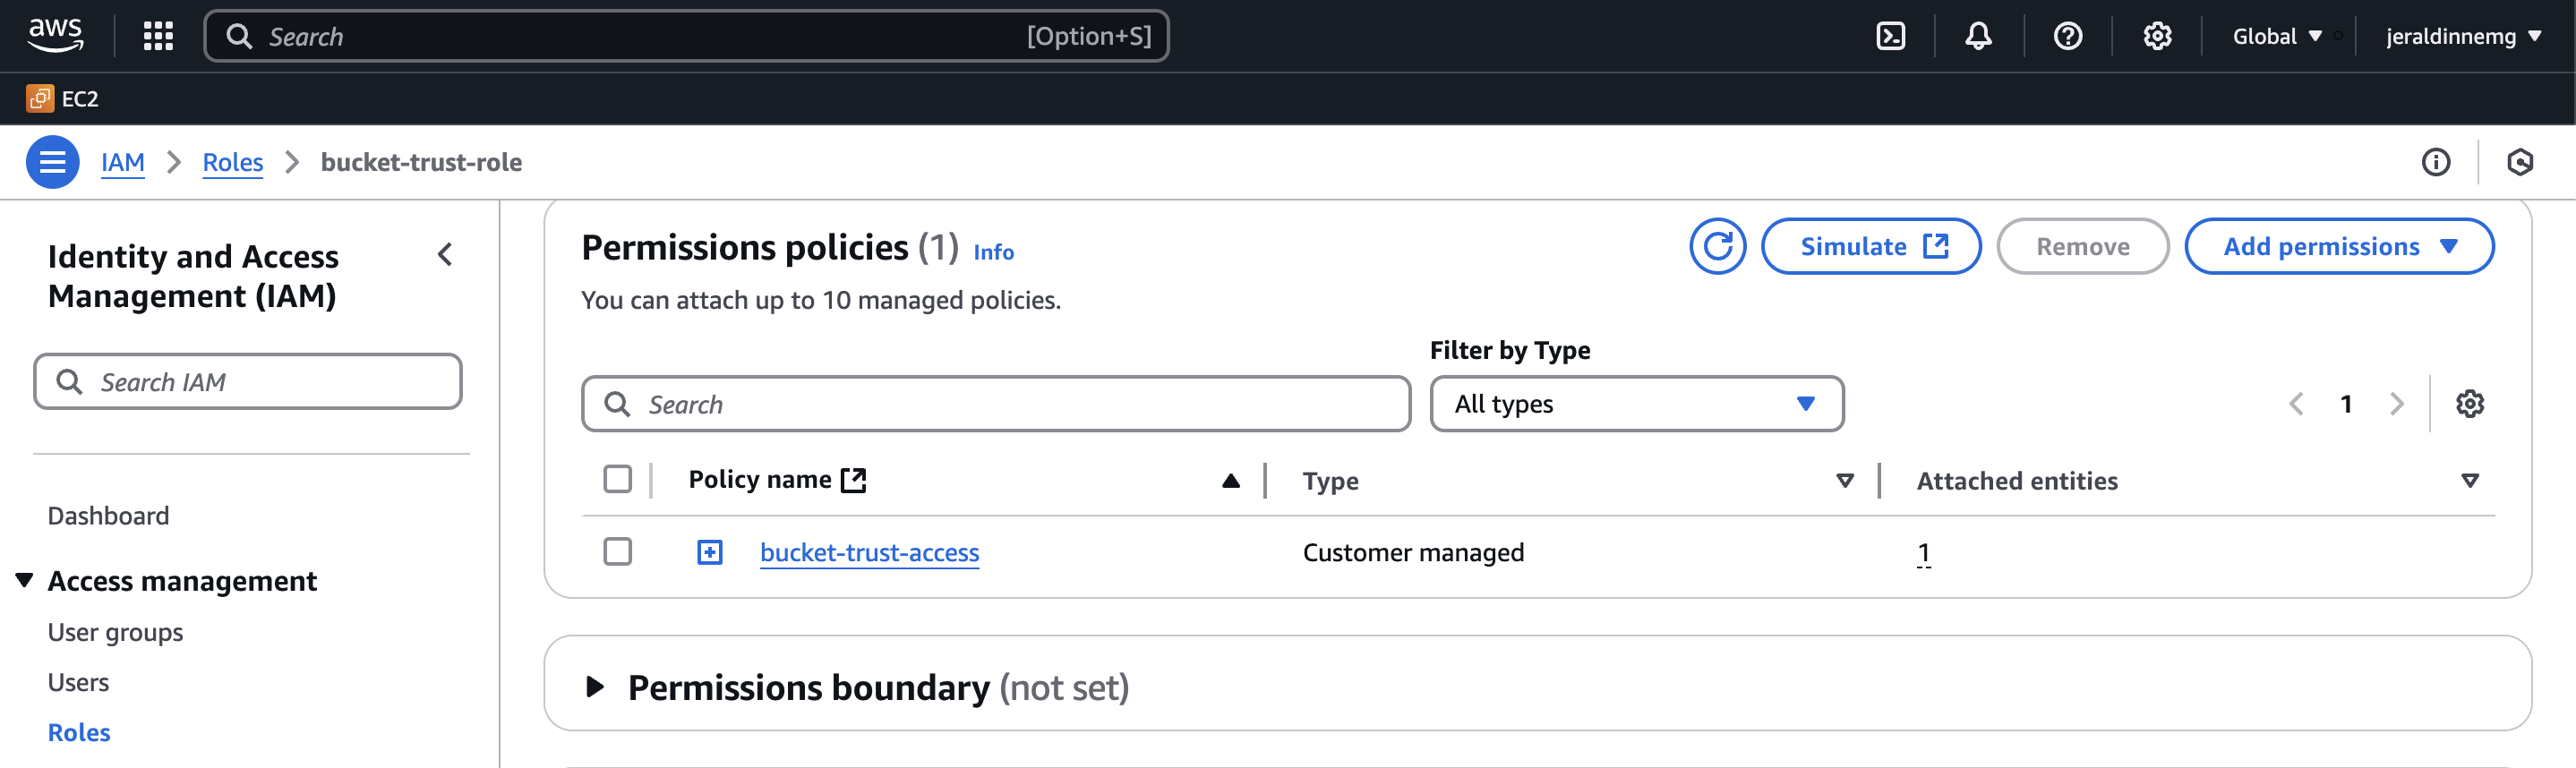 aws
Search
[Option+S]
Global
jeraldinnemg
EC2
IAM
Roles
bucket-trust-role
Identity and Access
Management (IAM)
Search IAM
Dashboard
Access management
User groups
Users
Roles
Permissions policies (1) Info
Simulate
Remove
Add permissions
You can attach up to 10 managed policies.
Filter by Type
Search
All types
1
Policy name
Type
Attached entities
bucket-trust-access
Customer managed
1
Permissions boundary (not set)